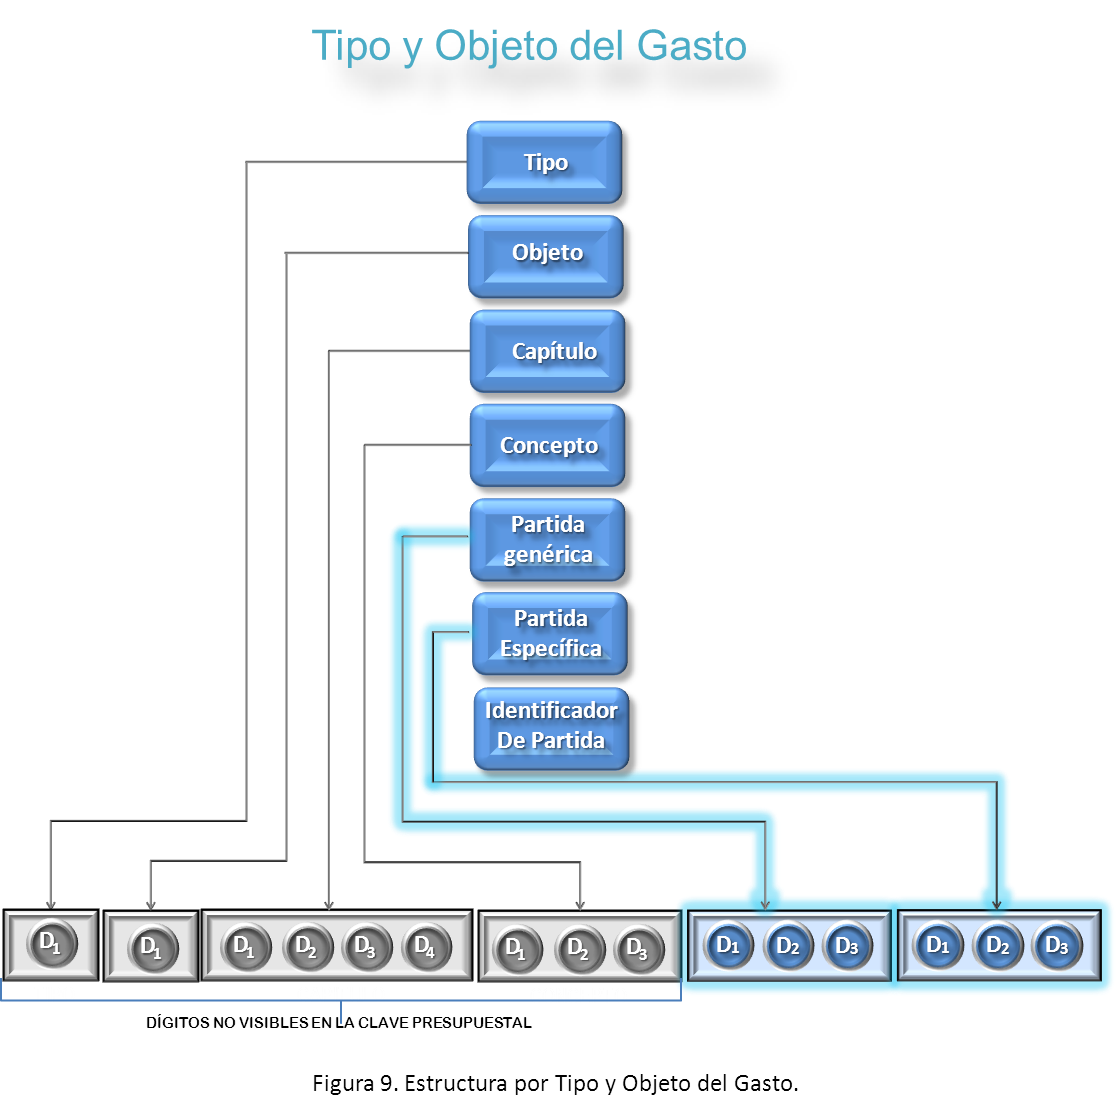 Tipo y Objeto del Gasto
Tipo
Objeto
Capítulo
Concepto
Partida
genérica
Partida
Específica
Identificador
De Partida
D1 D1 D1 D2 D3 D4 D1 D2 D3 D1 D2 D3 D1 D2 D3
DÍGITOS NO VISIBLES EN LA CLAVE PRESUPUESTAL
Figura 9. Estructura por Tipo y Objeto del Gasto.